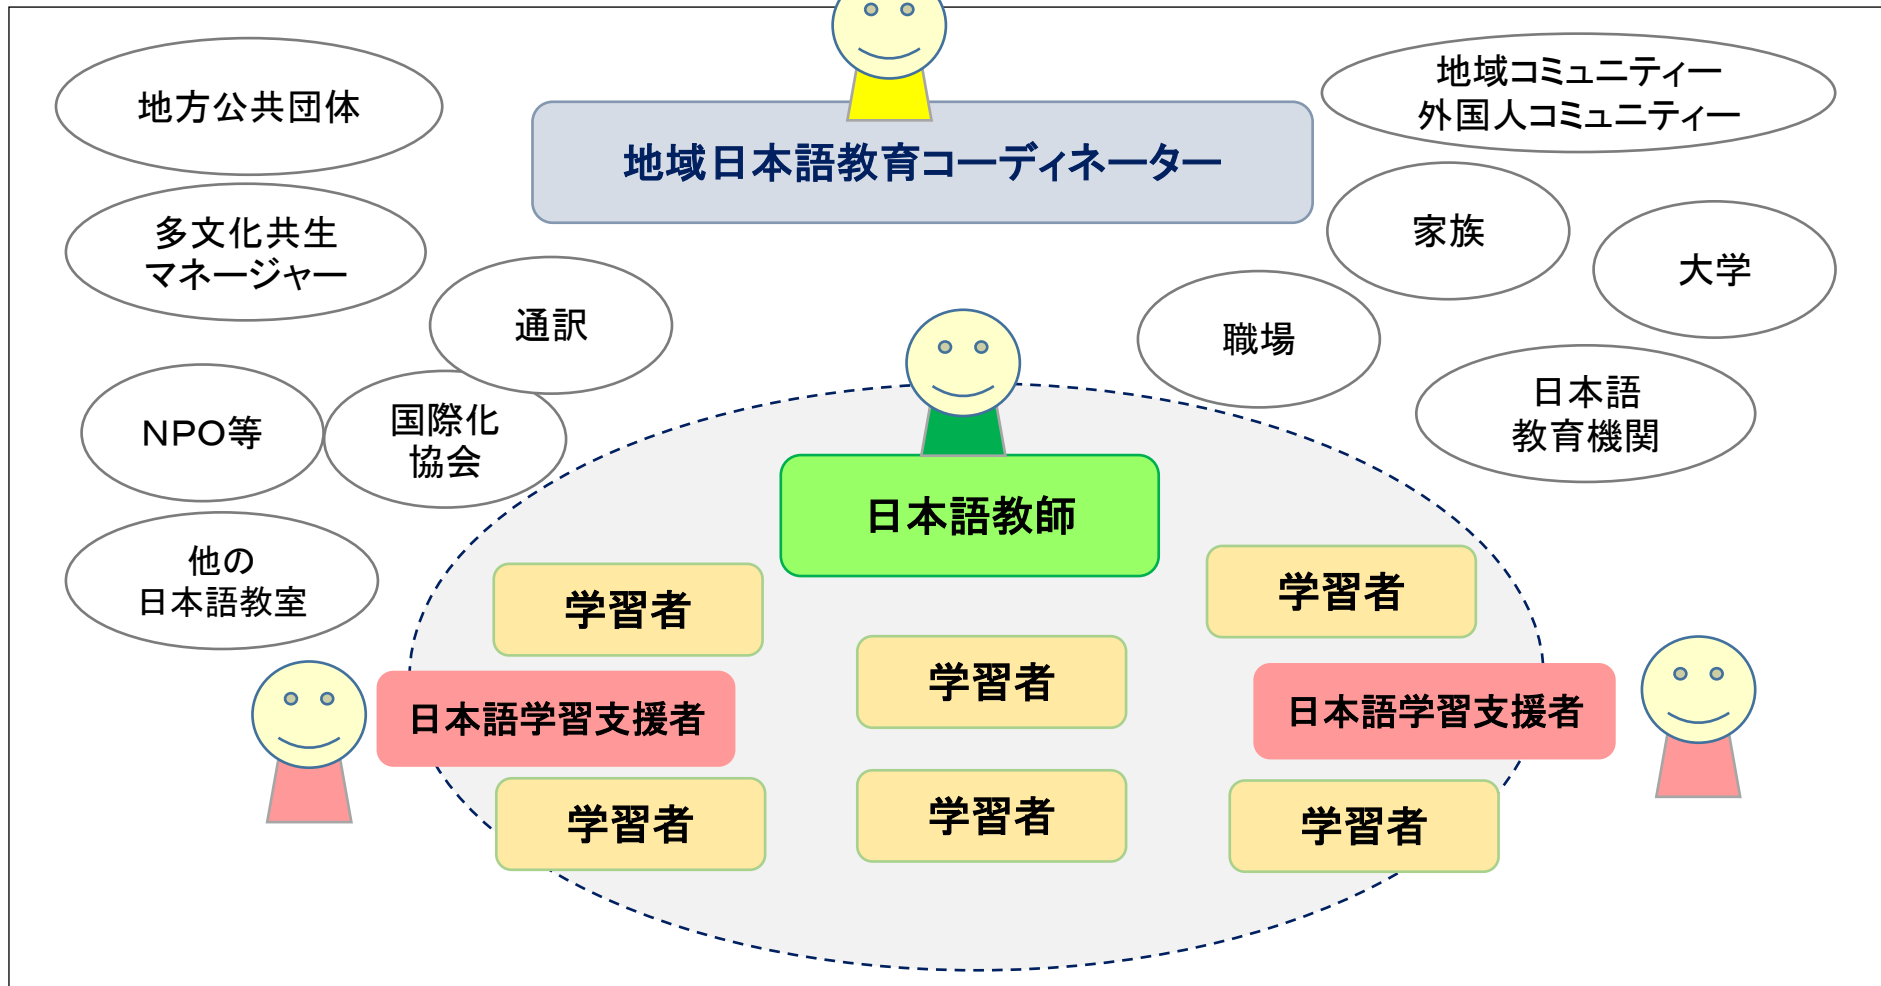 地方公共団体
地域コミュニティー
外国人コミュニティー
地域日本語教育コーディネーター
多文化共生
マネージャー
家族
大学
通訳
職場
NPO等
国際化
協会
日本語
教育機関
日本語教師
他の
日本語教室
学習者
学習者
学習者
日本語学習支援者
日本語学習支援者
学習者
学習者
学習者